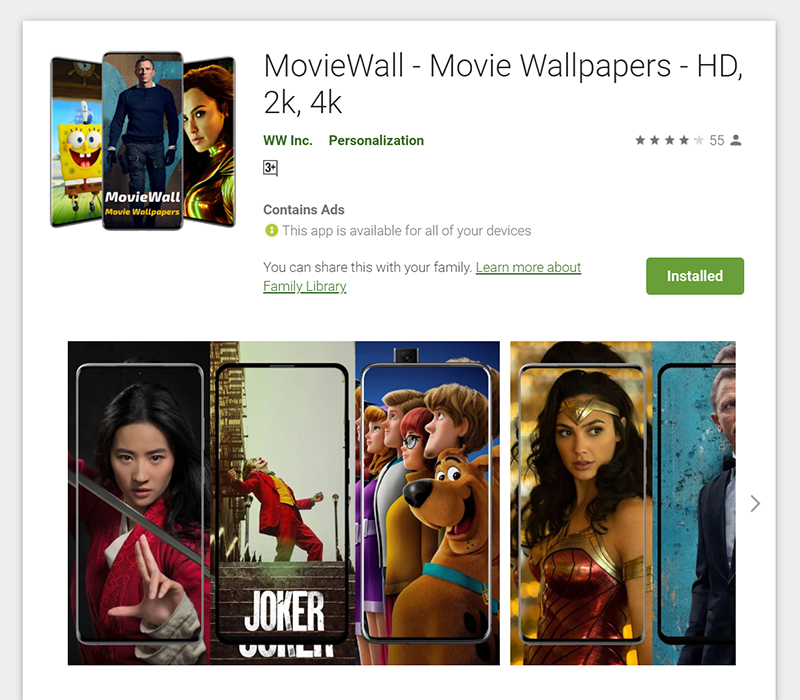 MovieWall
Movie Wallpapers
MovieWall - Movie Wallpapers - HD,
2k, 4k
WW Inc. Personalization
55
3+
Contains Ads
This app is available for all of your devices
You can share this with your family. Learn more about
Family Library
Installed
JOKER
JOKER